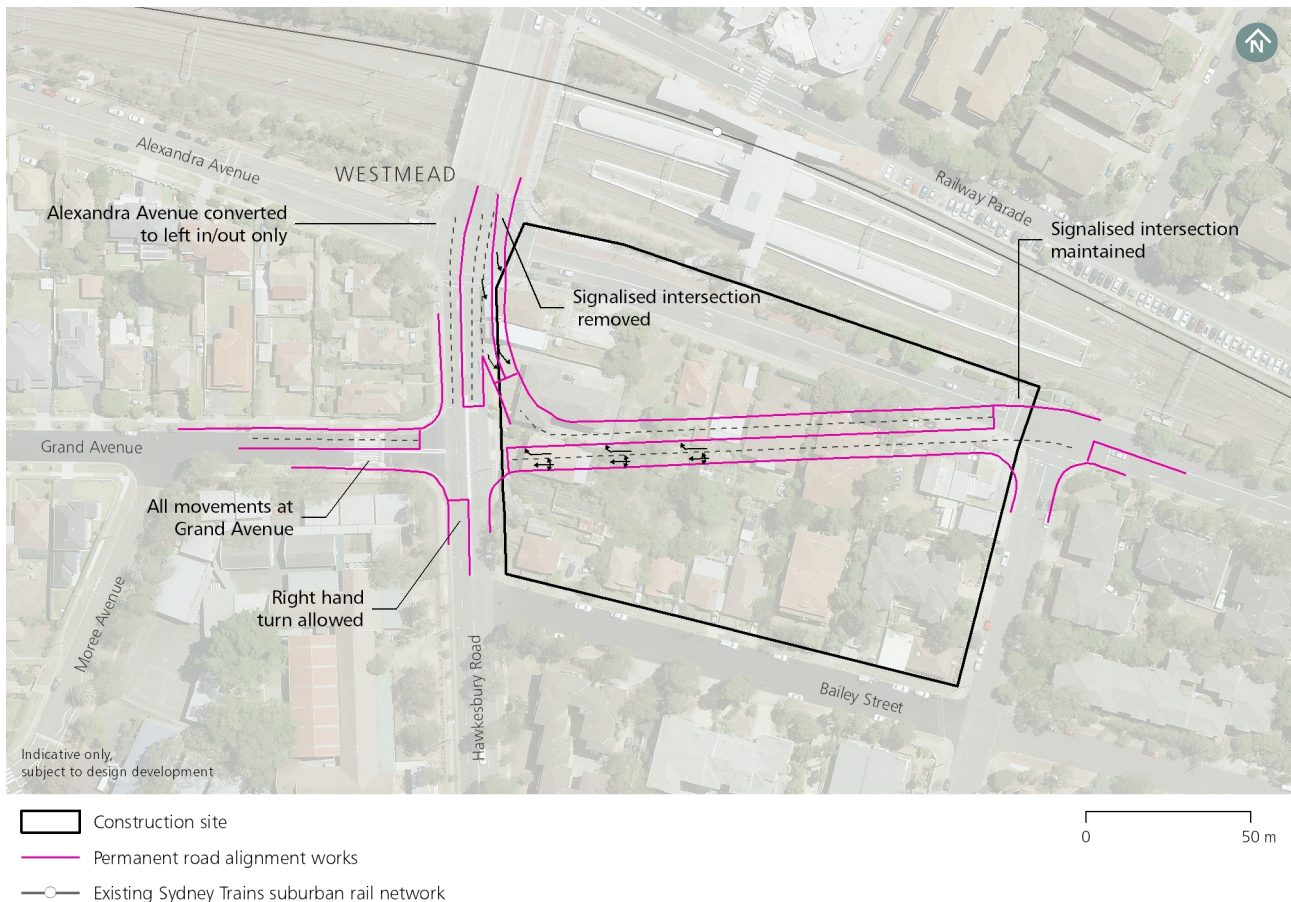 N
Alexandra Avenue
WESTMEAD
Railway Parade
Alexandra Avenue converted
to left in/out only
Signalised intersection
maintained
Signalised intersection
removed
Grand Avenue
All movements at
Grand Avenue
Right hand
turn allowed
Moree Avenue
Hawkesbury Road
Bailey Street
Indicative only,
subject to design development
Construction site
Permanent road alignment works
Existing Sydney Trains suburban rail network
0
50 m